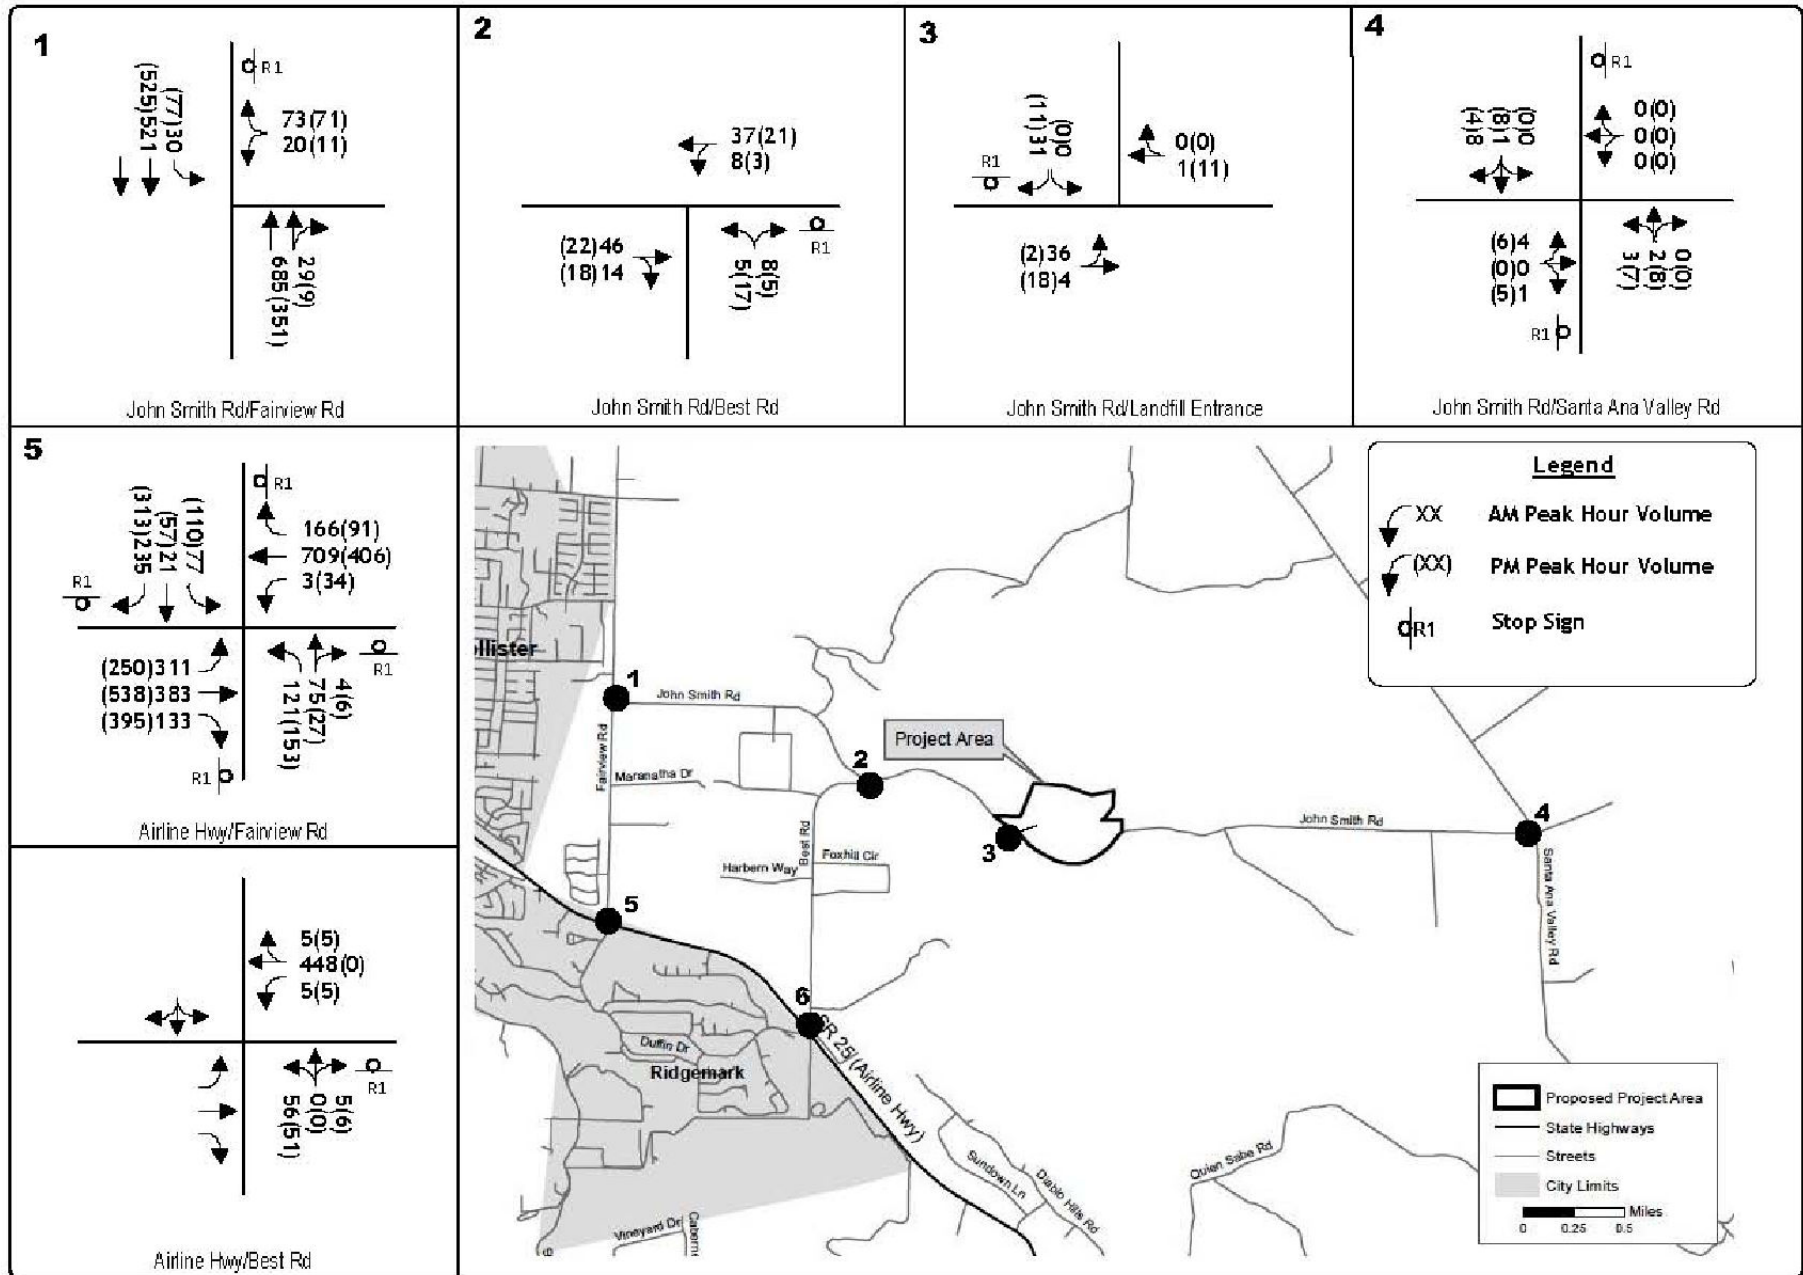 1
R1
(525)521
(77)30
73(71)
20(11)
685(351)
29(9)
John Smith Rd/Fairview Rd
2
37(21)
8(3)
(22)46
(18)14
5(17)
8(5)
R1
John Smith Rd/Best Rd
3
R1
(11)31
(0)0
0(0)
1(11)
(2)36
(18)4
John Smith Rd/Landfill Entrance
4
R1
(4)8
(8)1
(0)0
0(0)
0(0)
0(0)
(6)4
(0)0
(5)1
3(7)
2(8)
0(0)
R1
John Smith Rd/Santa Ana Valley Rd
5
R1
(313)235
(57)21
(110)77
166(91)
709(406)
3(34)
R1
(250)311
(538)383
(395)133
121(153)
75(27)
4(6)
R1
R1
Airline Hwy/Fairview Rd
5(5)
448(0)
5(5)
56(51)
0(0)
5(6)
R1
Airline Hwy/Best Rd
Legend
XX AM Peak Hour Volume
(XX) PM Peak Hour Volume
R1 Stop Sign
ollister
1
John Smith Rd
Fairview Rd
Maranatha Dr
2
Project Area
3
John Smith Rd
4
Santa Ana Valley Rd
Best Rd
Foxhill Cir
Harbern Way
5
6
SR 25/(Airline Hwy)
Duffin Dr
Ridgemark
Sundown Ln
Diablo Hills Rd
Quien Sabe Rd
Vineyard Dr
Caberne
Proposed Project Area
State Highways
Streets
City Limits
Miles
0 0.25 0.5